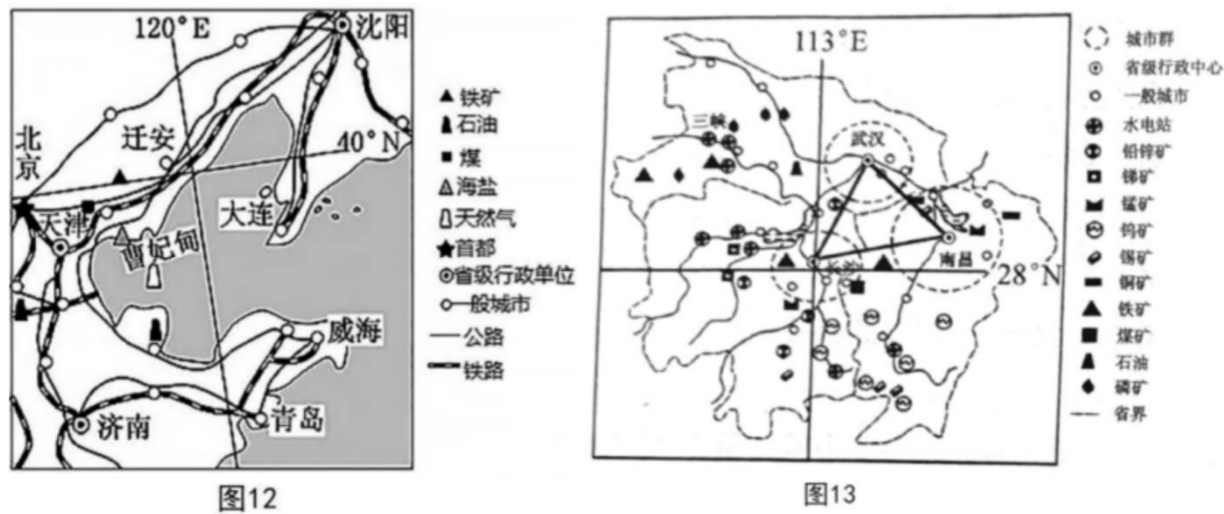 120°E
沈阳
迁安
40°N
北京
天津
大连
曹妃甸
威海
济南
青岛
铁矿
石油
煤
海盐
天然气
首都
省级行政单位
一般城市
公路
铁路
图12
113°E
三峡
武汉
长沙
南昌
28°N
城市群
省级行政中心
一般城市
水电站
铅锌矿
锑矿
锰矿
钨矿
锡矿
铜矿
铁矿
煤矿
石油
磷矿
省界
图13